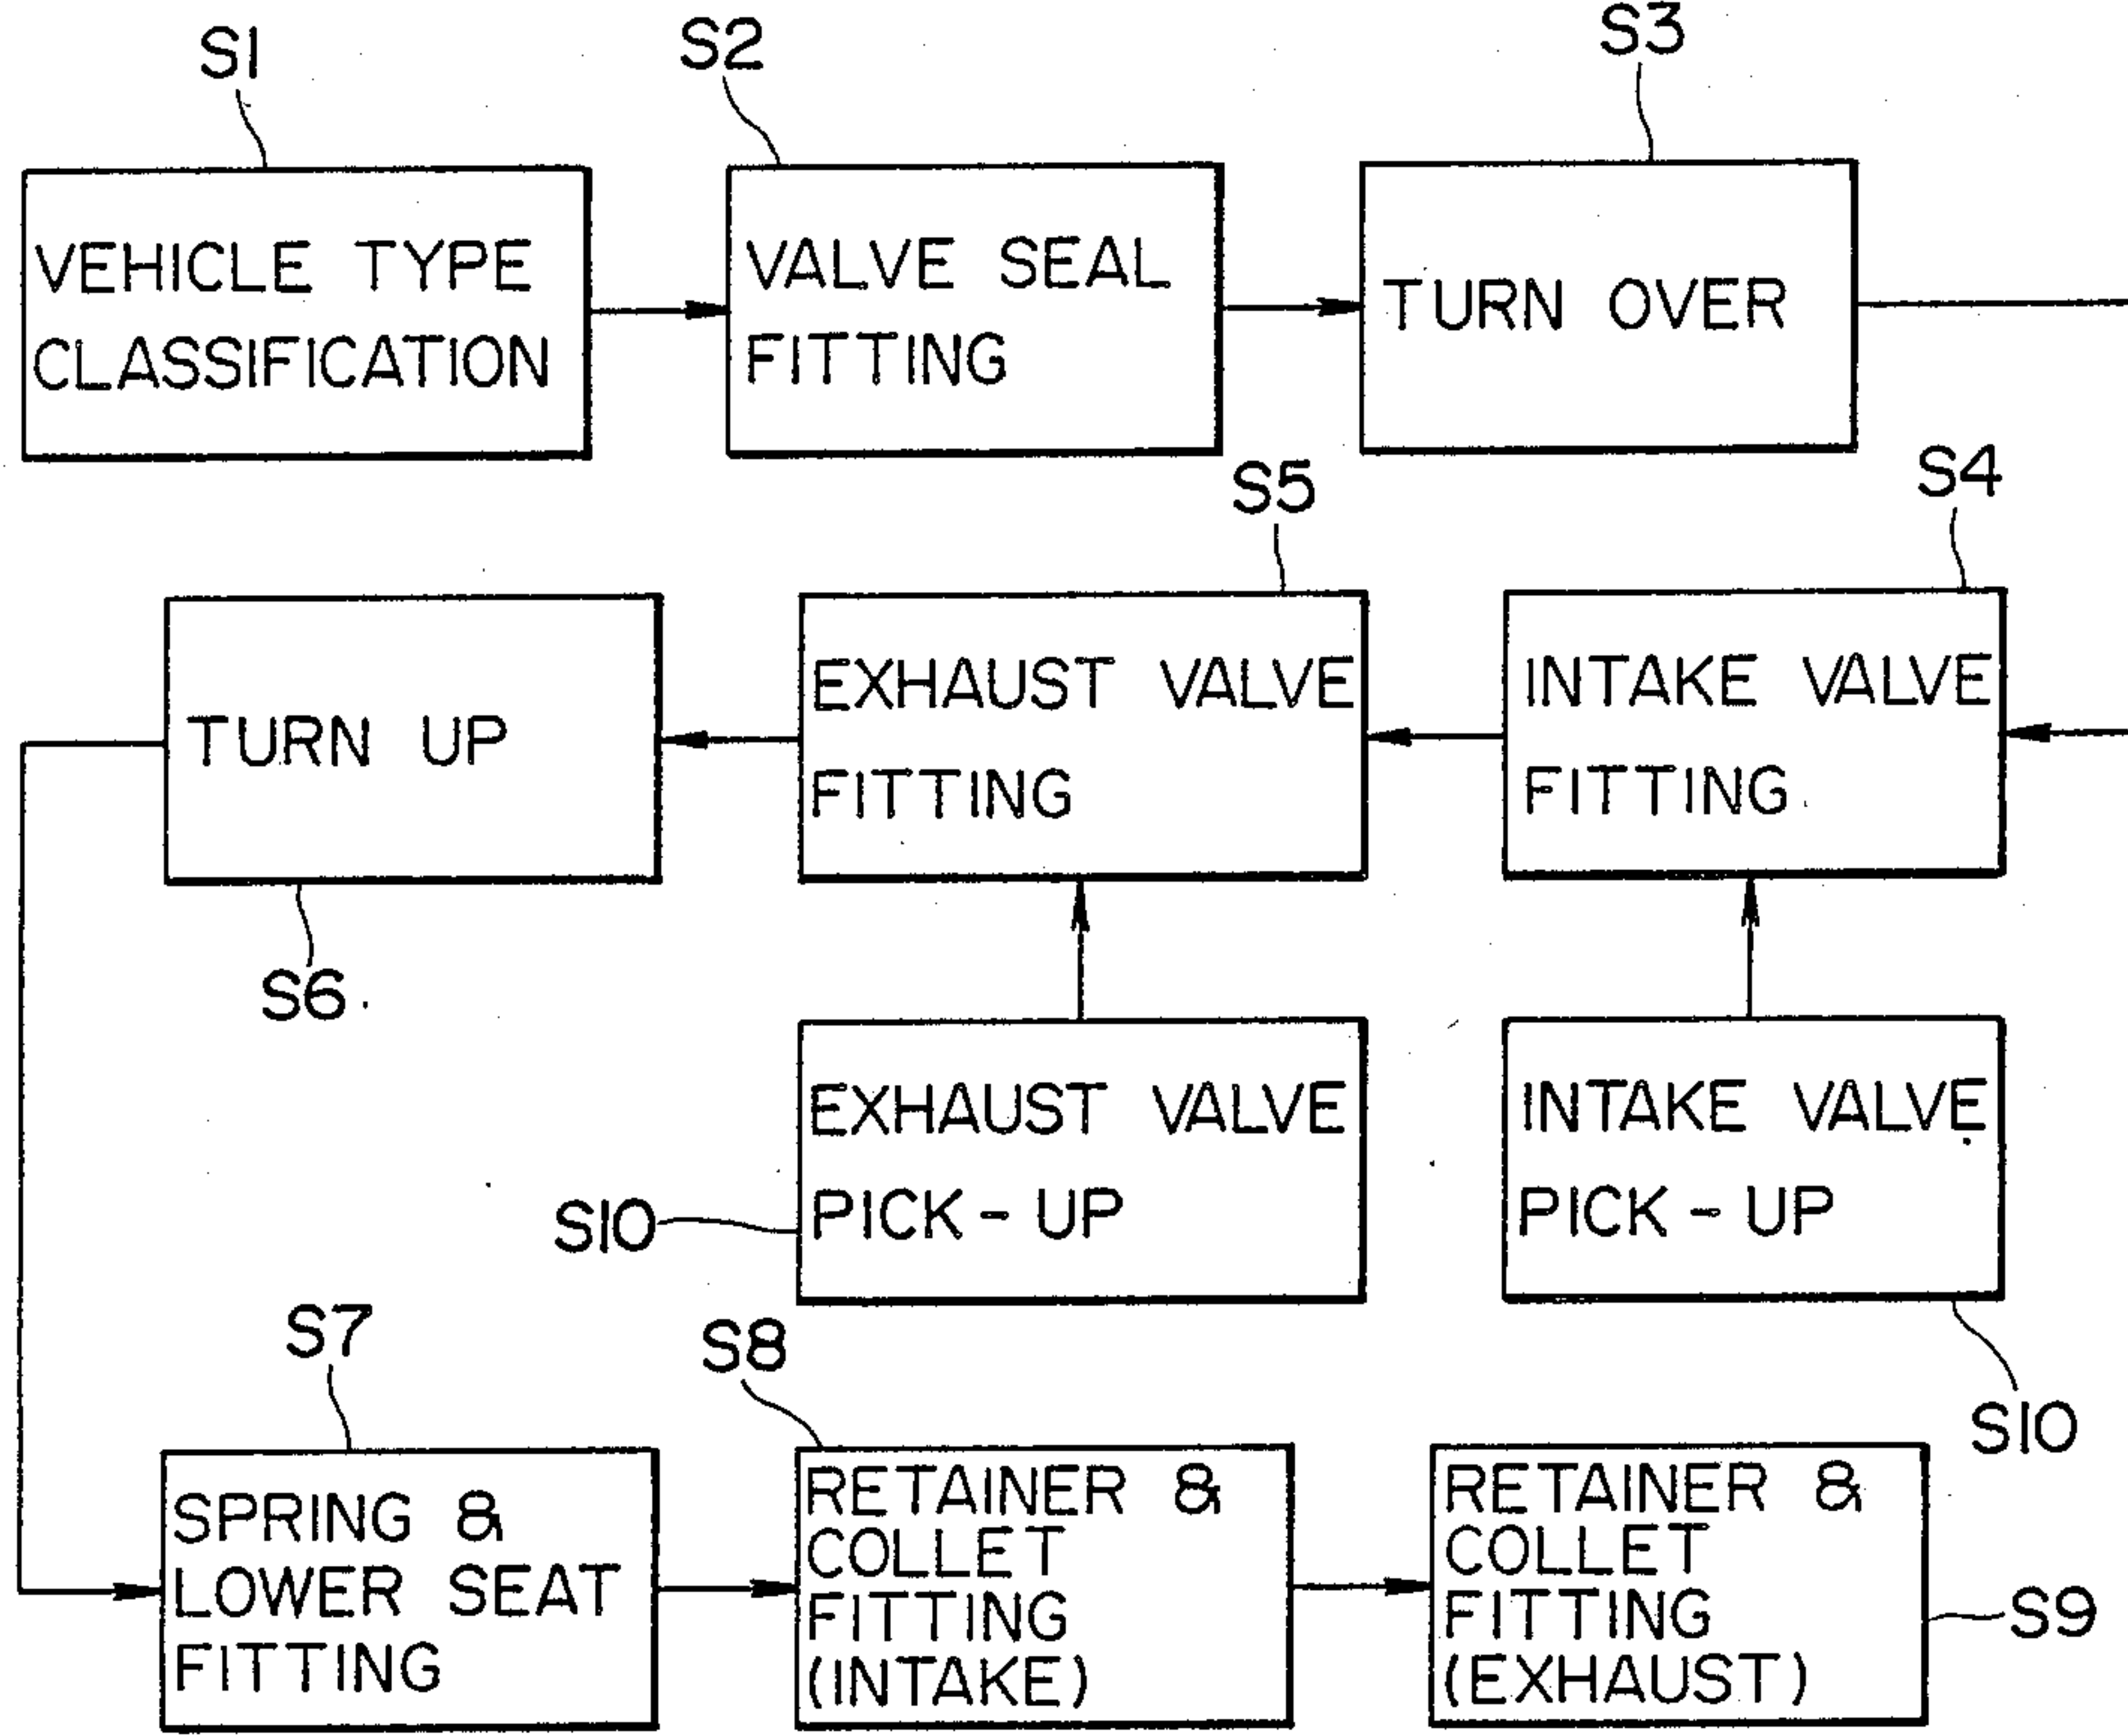 S1
VEHICLE TYPE
CLASSIFICATION
S2
VALVE SEAL
FITTING
S3
TURN OVER
S4
INTAKE VALVE
FITTING
S5
EXHAUST VALVE
FITTING
TURN UP
S6
EXHAUST VALVE
PICK-UP
S10
INTAKE VALVE
PICK-UP
S10
S7
SPRING &
LOWER SEAT
FITTING
S8
RETAINER &
COLLET
FITTING
(INTAKE)
RETAINER &
COLLET
FITTING
(EXHAUST)
S9